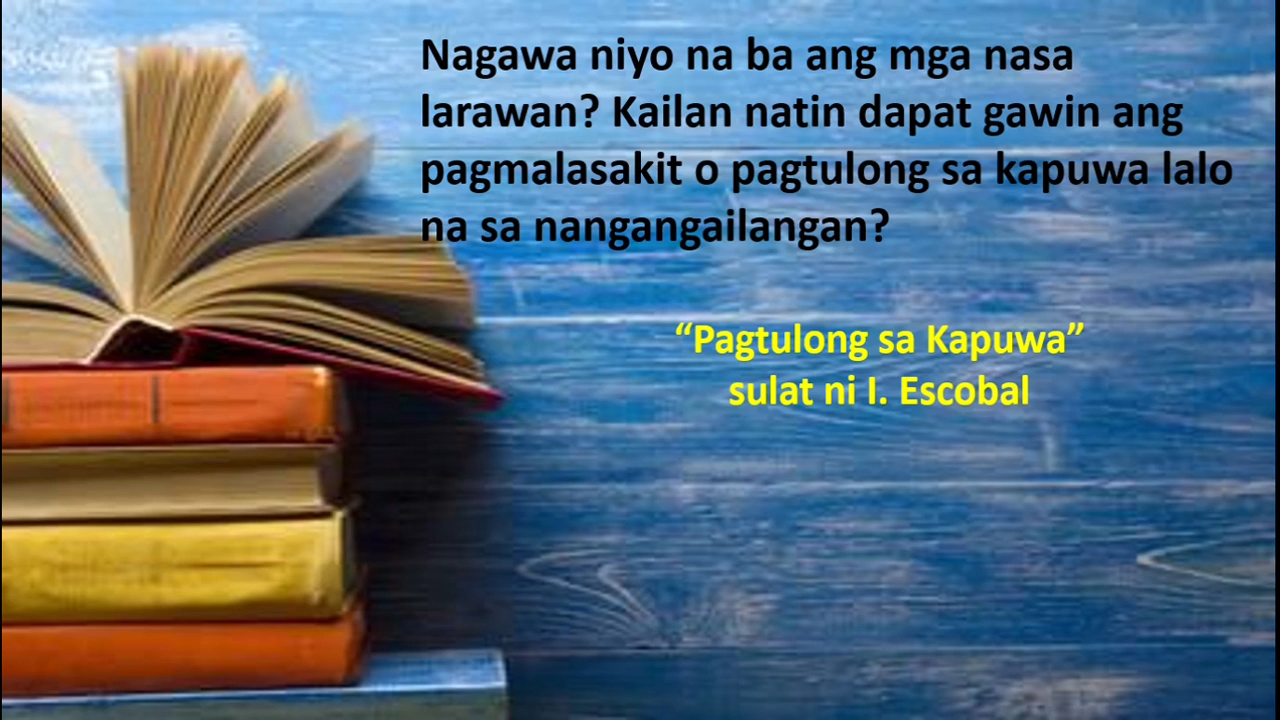 Nagawa niyo na ba ang mga nasa
larawan? Kailan natin dapat gawin ang
pagmalasakit o pagtulong sa kapuwa lalo
na sa nangangailangan?
“Pagtulong sa Kapuwa”
sulat ni I. Escobal